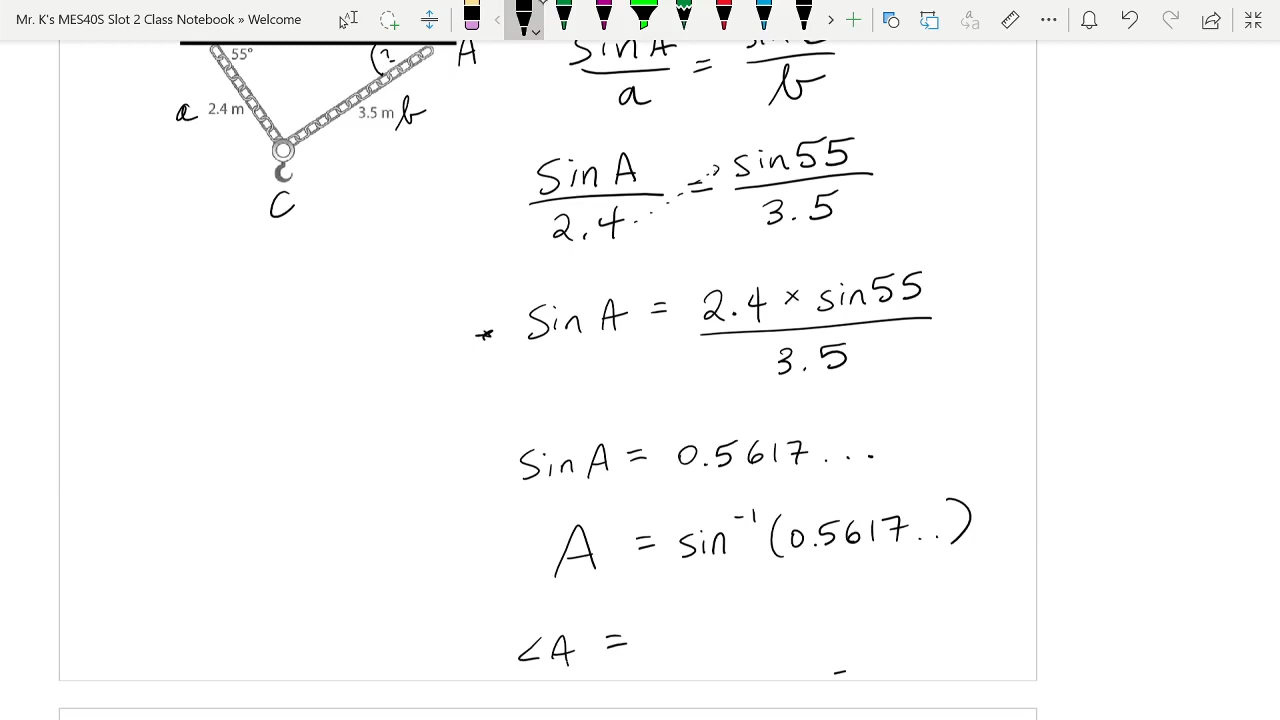 Mr. K's MES40S Slot 2 Class Notebook » Welcome
55° (? A
a 2.4 m 3.5 m b
C
sin A / a = / b
Sin A / 2.4 = sin 55 / 3.5
* Sin A = 2.4 × sin 55 / 3.5
Sin A = 0.5617...
A = sin⁻¹ (0.5617..)
<A =